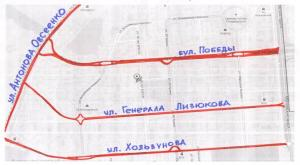 ул. Антонова Овсеенко
бул. Победы
ул. Генерала Лизюкова
ул. Хользунова